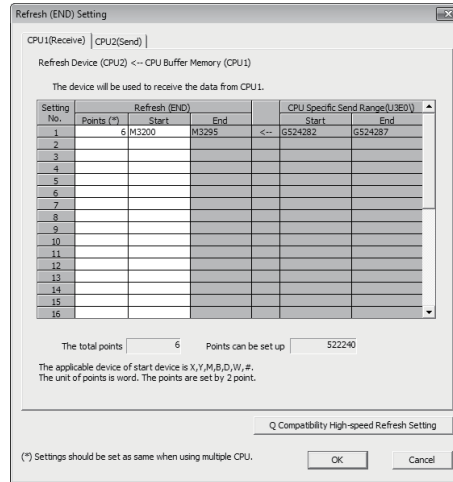 Refresh (END) Setting
CPU1(Receive) CPU2(Send)
Refresh Device (CPU2) <-- CPU Buffer Memory (CPU1)
The device will be used to receive the data from CPU1.
Setting No. Refresh (END) CPU Specific Send Range(U3E0\)
Points (*) Start End Start End
1 6 M3200 M3295 <-- G524282 G524287
2
3
4
5
6
7
8
9
10
11
12
13
14
15
16
The total points 6 Points can be set up 522240
The applicable device of start device is X,Y,M,B,D,W,#.
The unit of points is word. The points are set by 2 point.
Q Compatibility High-speed Refresh Setting
(*) Settings should be set as same when using multiple CPU.
OK Cancel